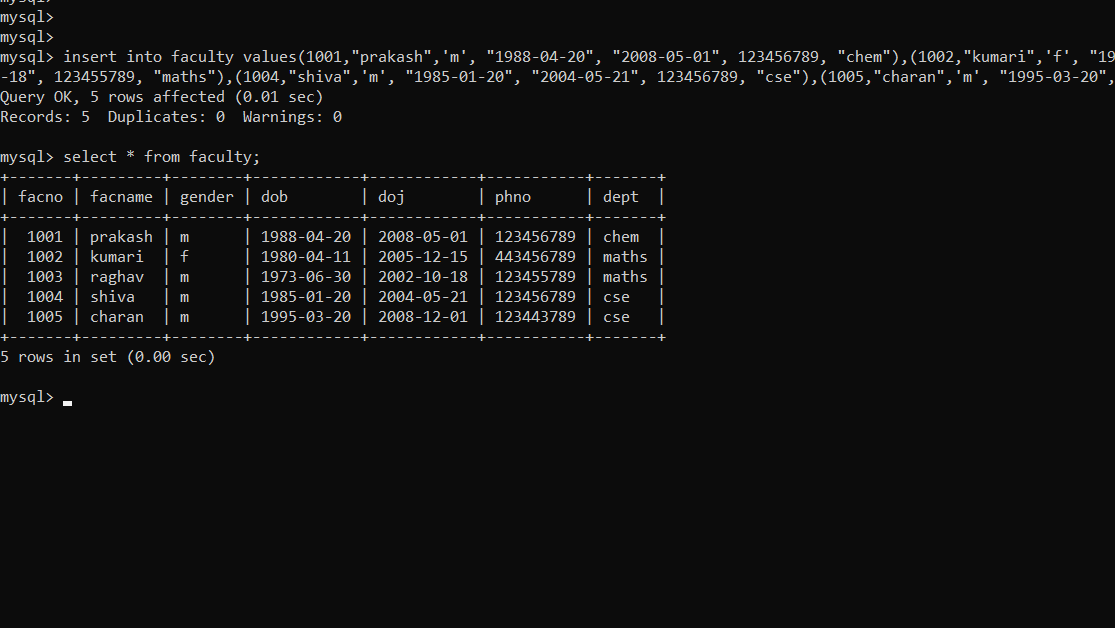 mysql>
mysql>
mysql> insert into faculty values(1001,"prakash",'m', "1988-04-20", "2008-05-01", 123456789, "chem"),(1002,"kumari",'f', "19
-18", 123455789, "maths"),(1004,"shiva",'m', "1985-01-20", "2004-05-21", 123456789, "cse"),(1005,"charan",'m', "1995-03-20",
Query OK, 5 rows affected (0.01 sec)
Records: 5  Duplicates: 0  Warnings: 0
mysql> select * from faculty;
+-------+---------+--------+------------+------------+-----------+-------+
| facno | facname | gender | dob        | doj        | phno      | dept  |
+-------+---------+--------+------------+------------+-----------+-------+
|  1001 | prakash | m      | 1988-04-20 | 2008-05-01 | 123456789 | chem  |
|  1002 | kumari  | f      | 1980-04-11 | 2005-12-15 | 443456789 | maths |
|  1003 | raghav  | m      | 1973-06-30 | 2002-10-18 | 123455789 | maths |
|  1004 | shiva   | m      | 1985-01-20 | 2004-05-21 | 123456789 | cse   |
|  1005 | charan  | m      | 1995-03-20 | 2008-12-01 | 123443789 | cse   |
+-------+---------+--------+------------+------------+-----------+-------+
5 rows in set (0.00 sec)
mysql>